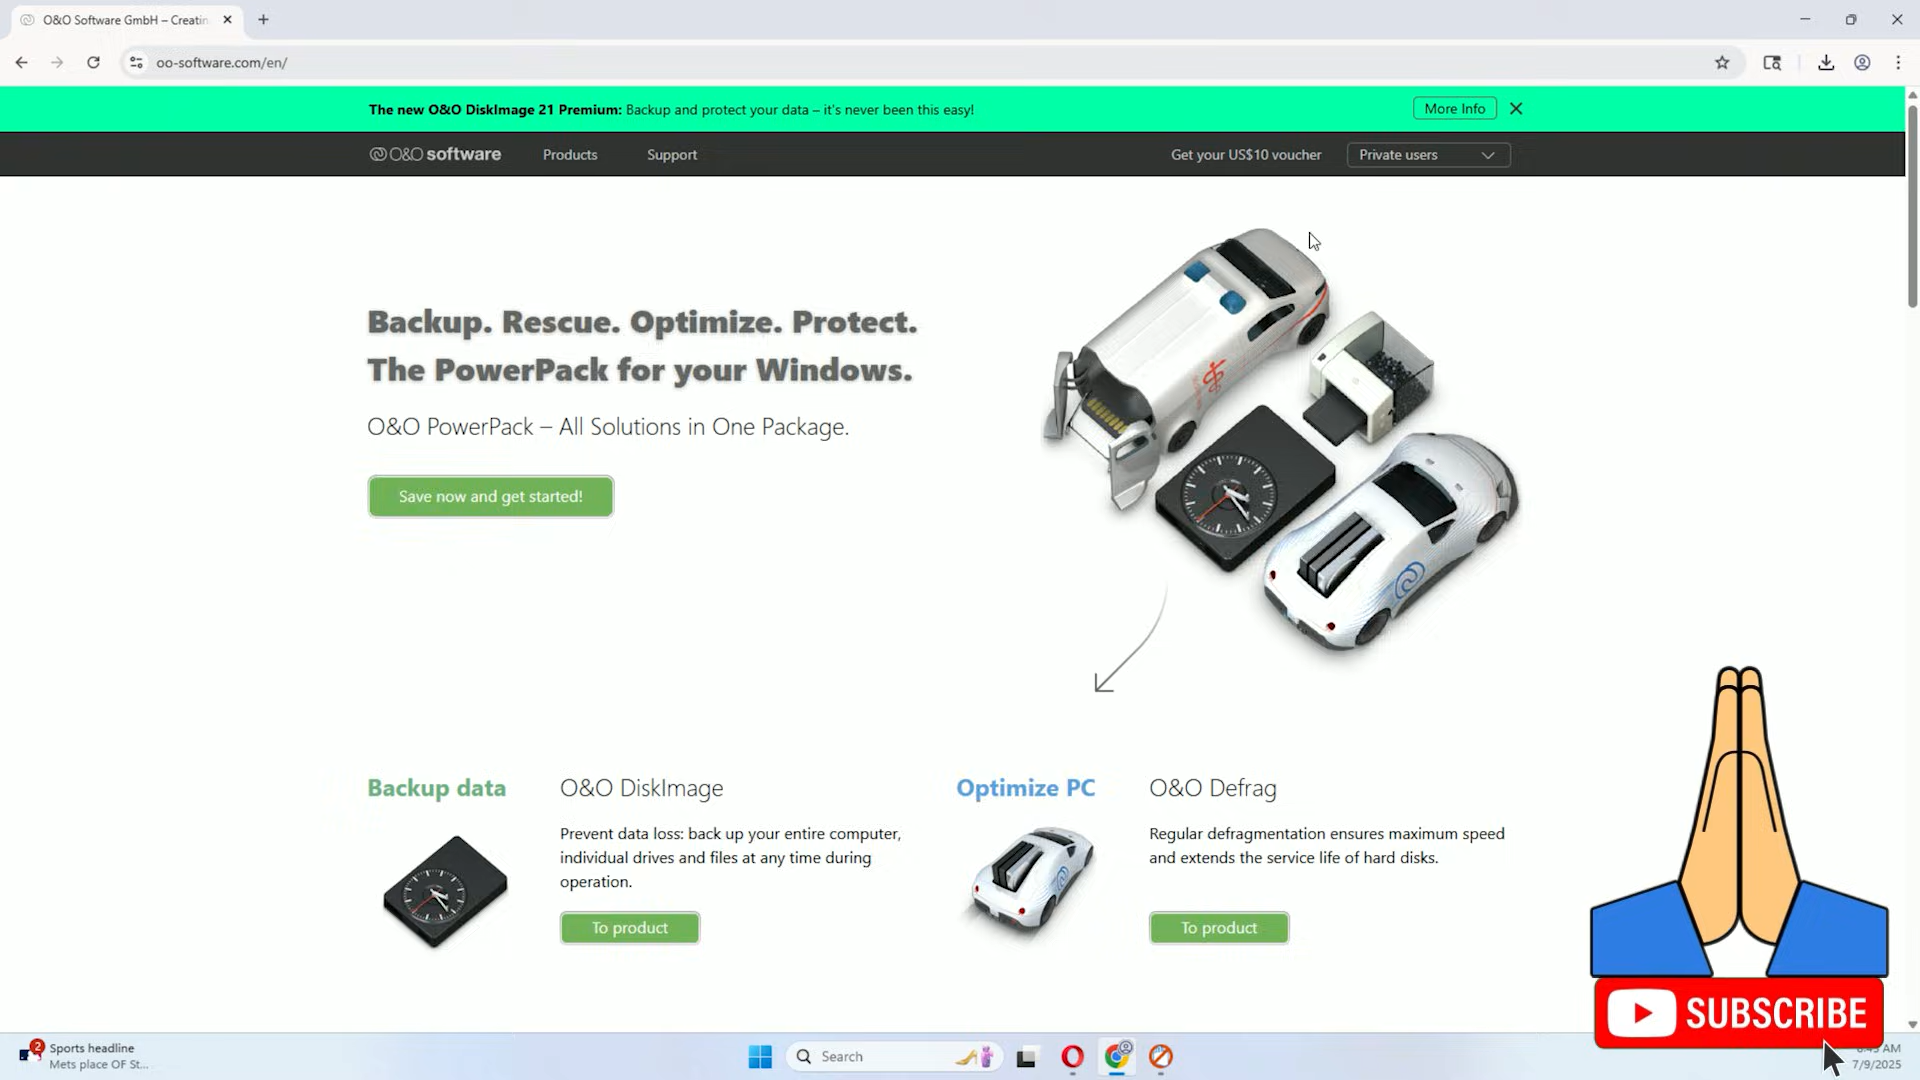 O&O Software GmbH – Creatin
oo-software.com/en/
The new O&O DiskImage 21 Premium: Backup and protect your data – it's never been this easy!
More Info
O&O software
Products
Support
Get your US$10 voucher
Private users
Backup. Rescue. Optimize. Protect.
The PowerPack for your Windows.
O&O PowerPack – All Solutions in One Package.
Save now and get started!
Backup data
O&O DiskImage
Prevent data loss: back up your entire computer,
individual drives and files at any time during
operation.
To product
Optimize PC
O&O Defrag
Regular defragmentation ensures maximum speed
and extends the service life of hard disks.
To product
SUBSCRIBE
2
Sports headline
Mets place OF St...
Search
AM
7/9/2025